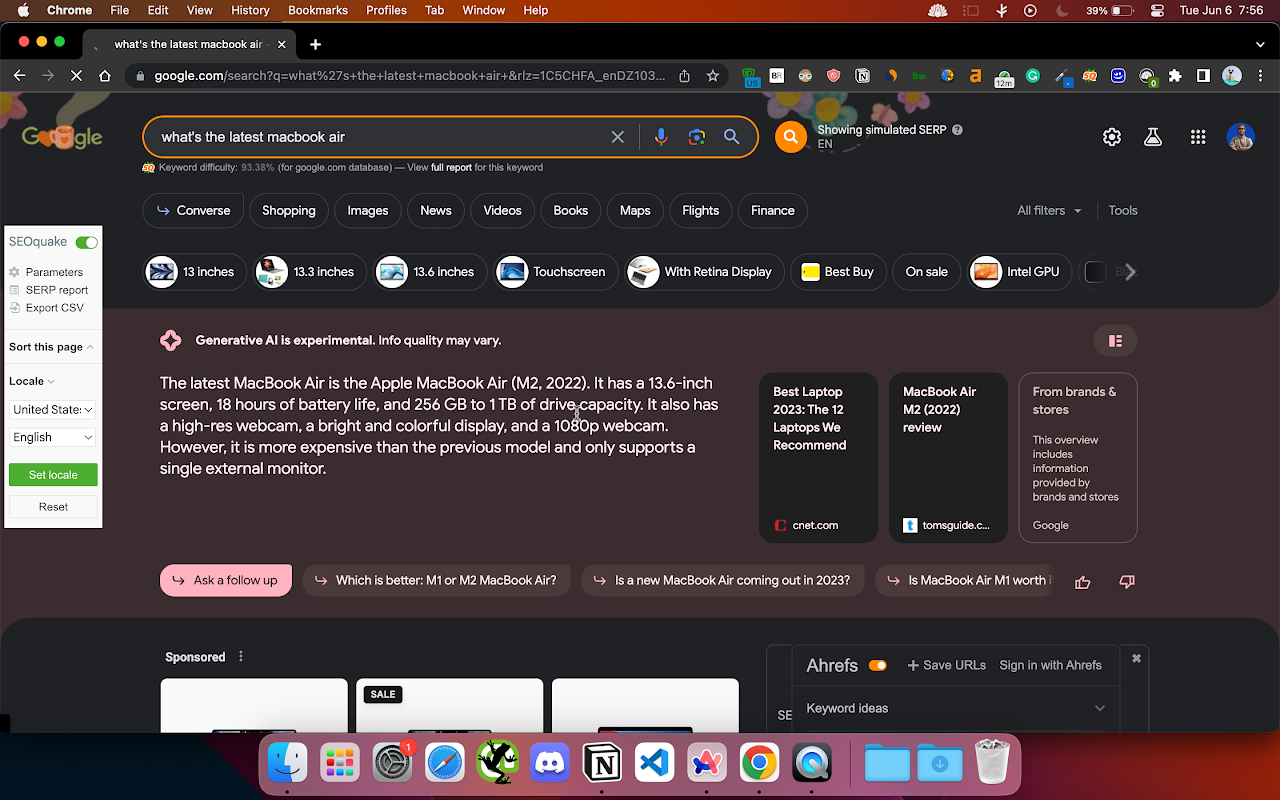 Chrome File Edit View History Bookmarks Profiles Tab Window Help 39% Tue Jun 6 7:56
what's the latest macbook air -
google.com/search?q=what%27s+the+latest+macbook+air+&rlz=1C5CHFA_enDZ103...
US BR 12m 0
Google
what's the latest macbook air
Showing simulated SERP
EN
Keyword difficulty: 93.38% (for google.com database) — View full report for this keyword
Converse Shopping Images News Videos Books Maps Flights Finance All filters Tools
13 inches 13.3 inches 13.6 inches Touchscreen With Retina Display Best Buy On sale Intel GPU
SEOquake
Parameters
SERP report
Export CSV
Sort this page
Locale
United State:
English
Set locale
Reset
Generative AI is experimental. Info quality may vary.
The latest MacBook Air is the Apple MacBook Air (M2, 2022). It has a 13.6-inch
screen, 18 hours of battery life, and 256 GB to 1 TB of drive capacity. It also has
a high-res webcam, a bright and colorful display, and a 1080p webcam.
However, it is more expensive than the previous model and only supports a
single external monitor.
Best Laptop
2023: The 12
Laptops We
Recommend
cnet.com
MacBook Air
M2 (2022)
review
tomsguide.c...
From brands &
stores
This overview
includes
information
provided by
brands and stores
Google
Ask a follow up
Which is better: M1 or M2 MacBook Air?
Is a new MacBook Air coming out in 2023?
Is MacBook Air M1 worth i
Sponsored
SALE
Ahrefs + Save URLs Sign in with Ahrefs
SE
Keyword ideas
1